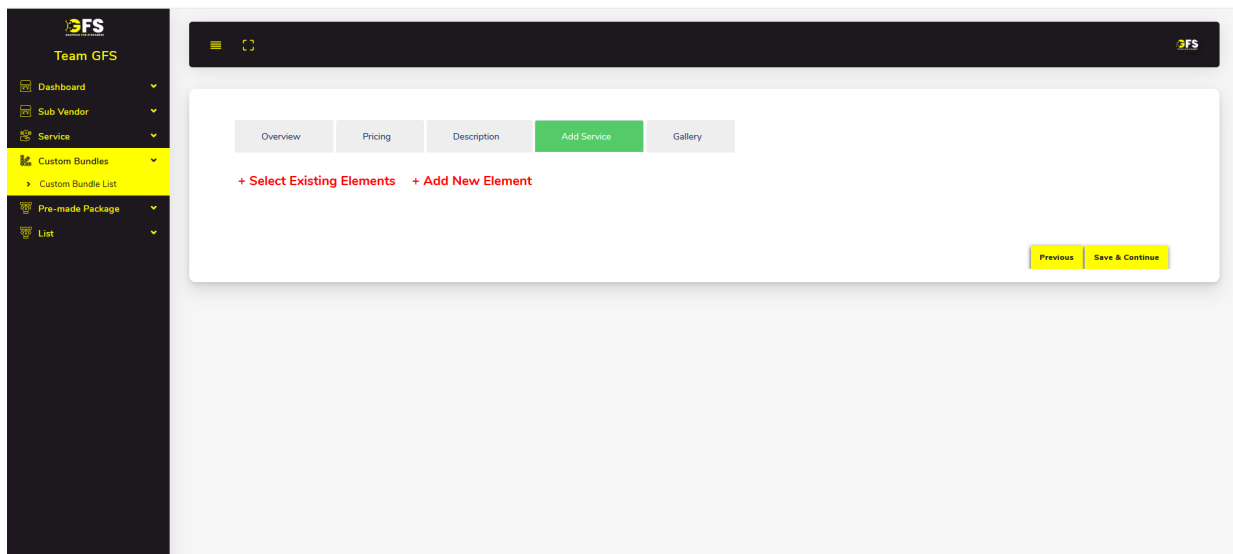 GFS
Team GFS
GFS
Dashboard
Sub Vendor
Service
Custom Bundles
Custom Bundle List
Pre-made Package
List
Overview Pricing Description Add Service Gallery
+ Select Existing Elements + Add New Element
Previous Save & Continue